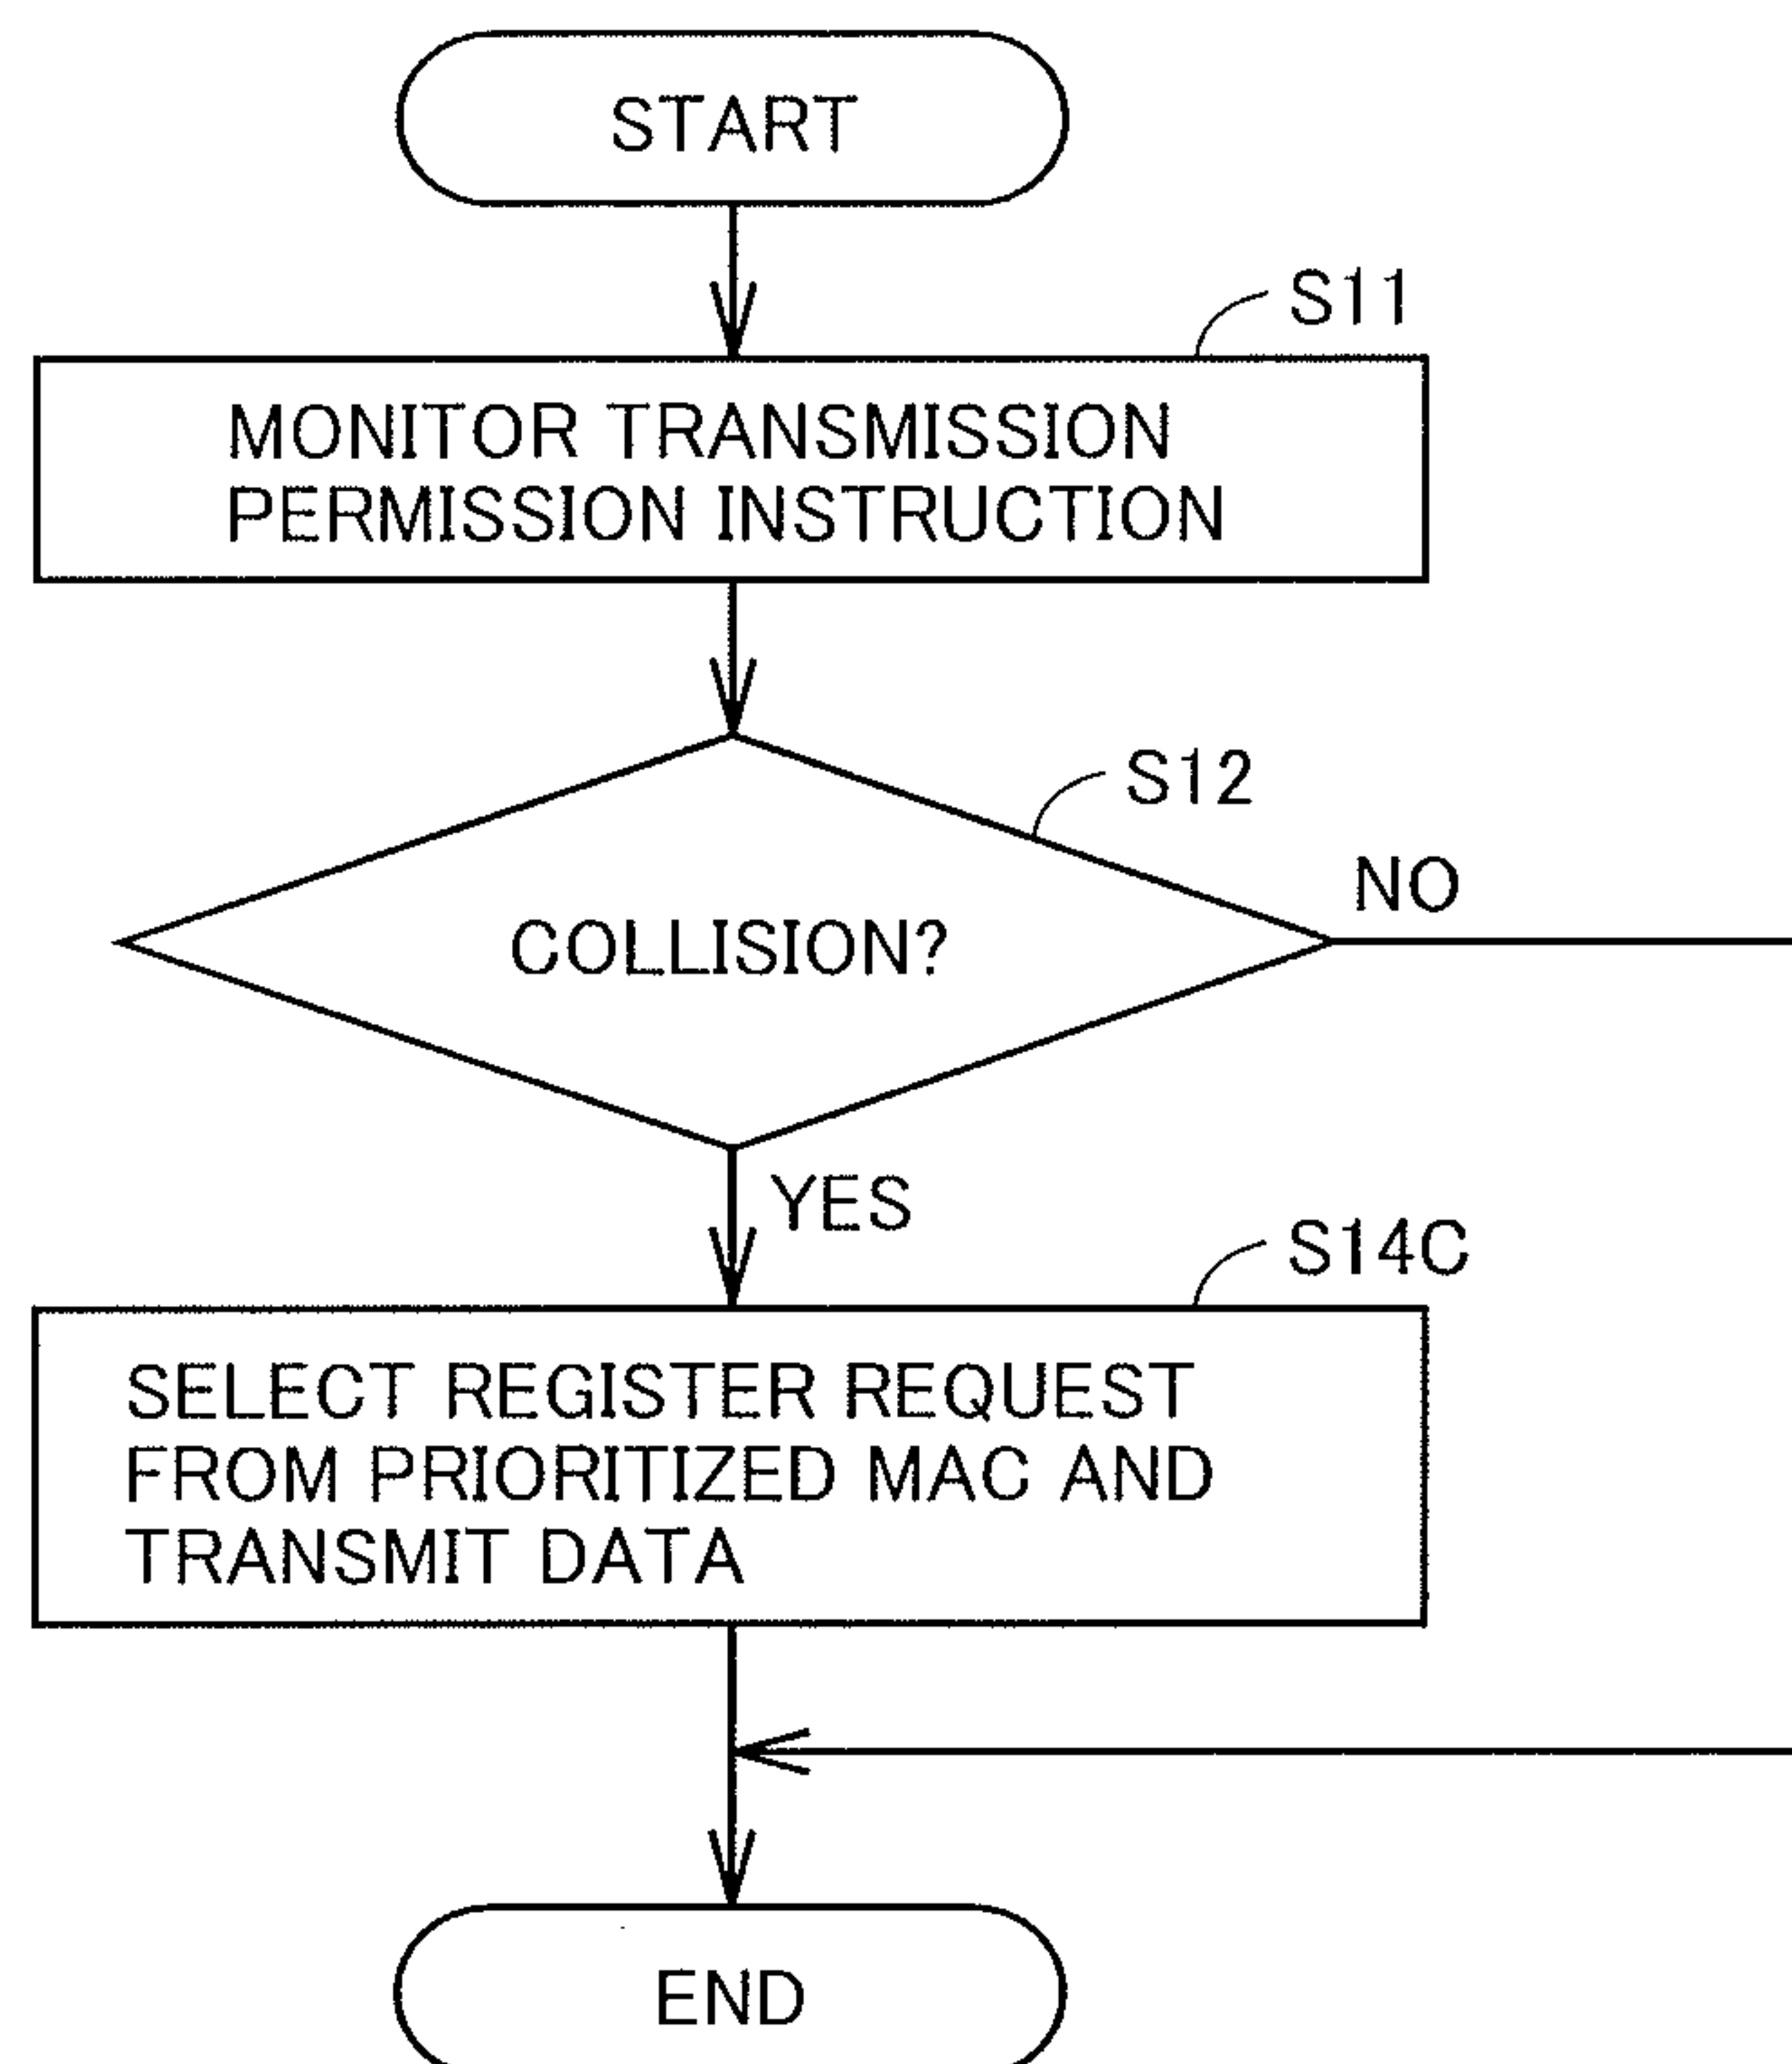 START
S11
MONITOR TRANSMISSION
PERMISSION INSTRUCTION
S12
NO
COLLISION?
YES
S14C
SELECT REGISTER REQUEST
FROM PRIORITIZED MAC AND
TRANSMIT DATA
END